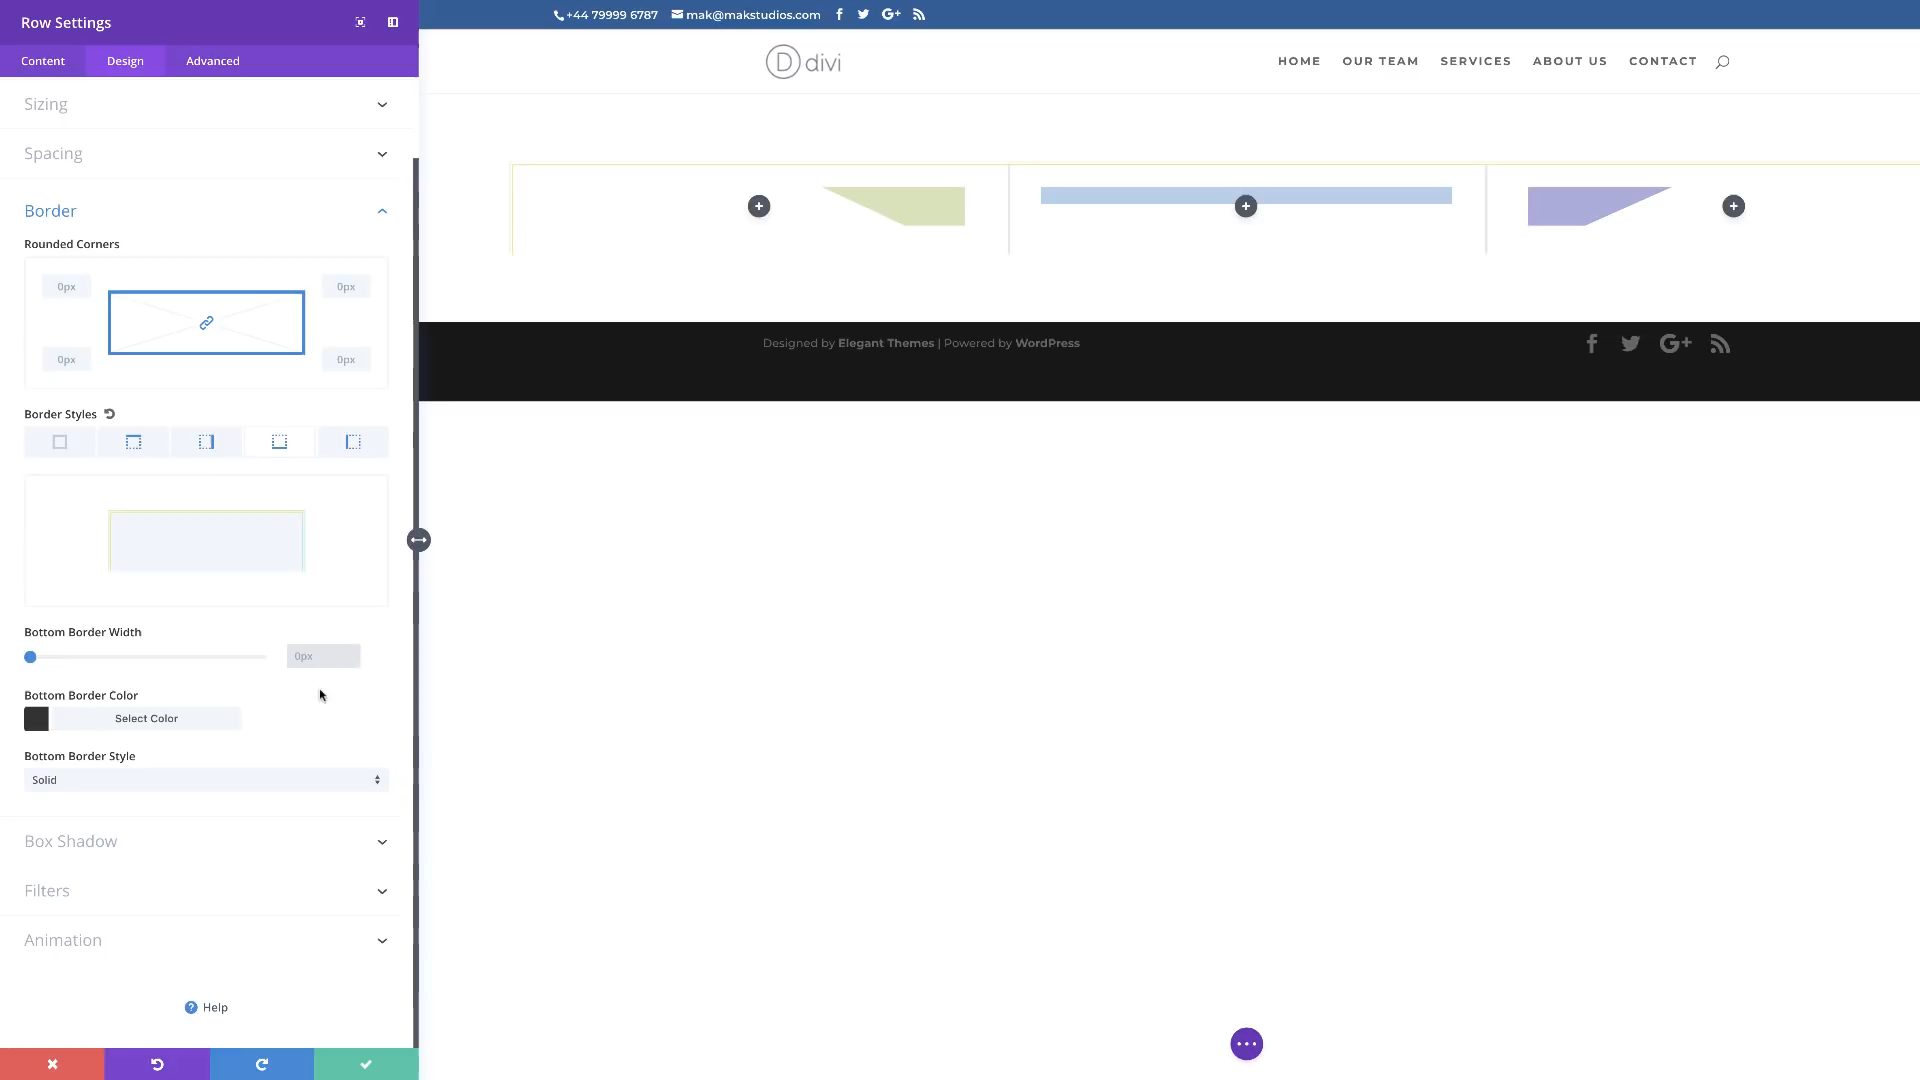 Row Settings
Content Design Advanced
Sizing
Spacing
Border
Rounded Corners
0px 0px
0px 0px
Border Styles
Bottom Border Width
0px
Bottom Border Color
Select Color
Bottom Border Style
Solid
Box Shadow
Filters
Animation
? Help
+44 79999 6787 mak@makstudios.com
D divi
HOME OUR TEAM SERVICES ABOUT US CONTACT
Designed by Elegant Themes | Powered by WordPress